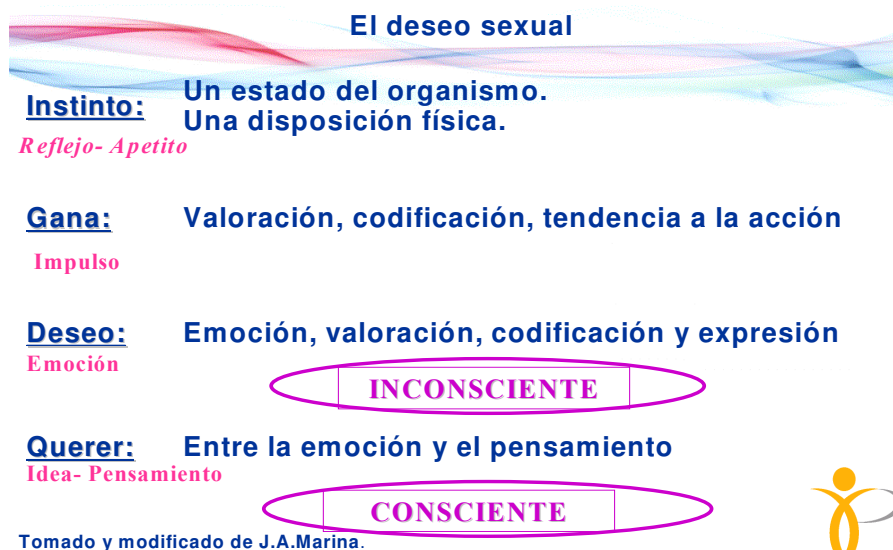 El deseo sexual
Instinto: Un estado del organismo.
Una disposición física.
Reflejo- Apetito
Gana: Valoración, codificación, tendencia a la acción
Impulso
Deseo: Emoción, valoración, codificación y expresión
Emoción
INCONSCIENTE
Querer: Entre la emoción y el pensamiento
Idea- Pensamiento
CONSCIENTE
Tomado y modificado de J.A.Marina.